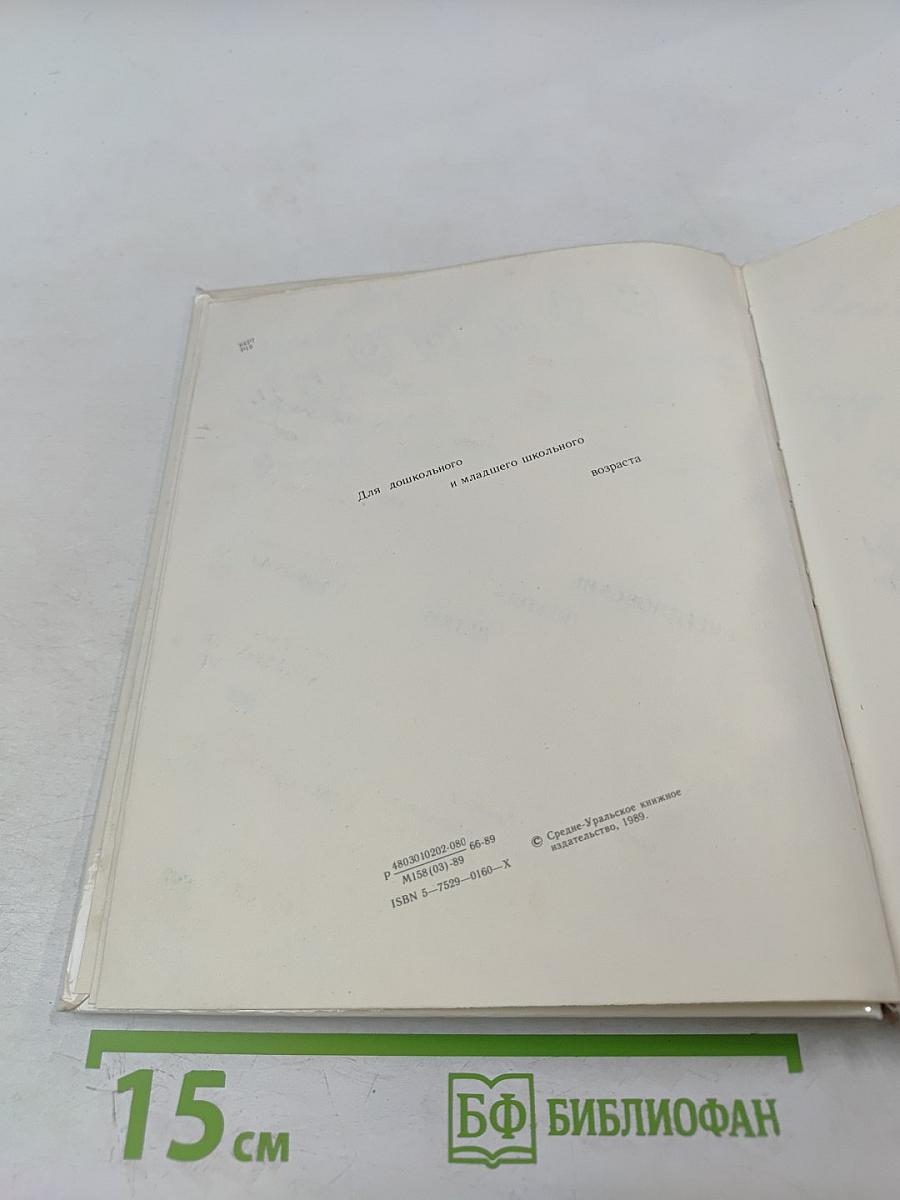 Для дошкольного
и младшего школьного
возраста
Р 4803010202-080 66-89
М158(03)-89
ISBN 5—7529—0160—Х
© Средне-Уральское книжное
издательство, 1989.
15 см
БФ БИБЛИОФАН